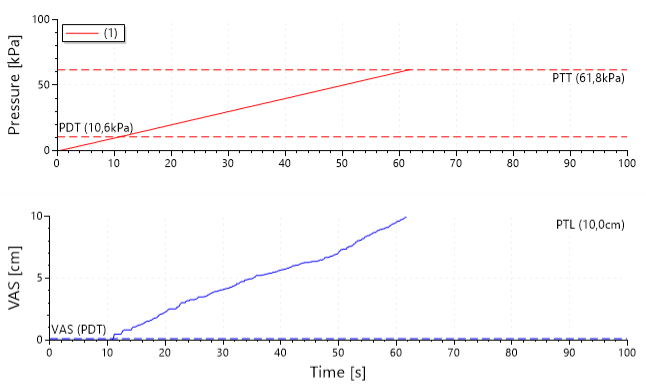 100
(1)
PTT (61,8kPa)
50
PDT (10,6kPa)
0
Pressure [kPa]
0 10 20 30 40 50 60 70 80 90 100
10
PTL (10,0cm)
5
VAS (PDT)
0
VAS [cm]
0 10 20 30 40 50 60 70 80 90 100
Time [s]